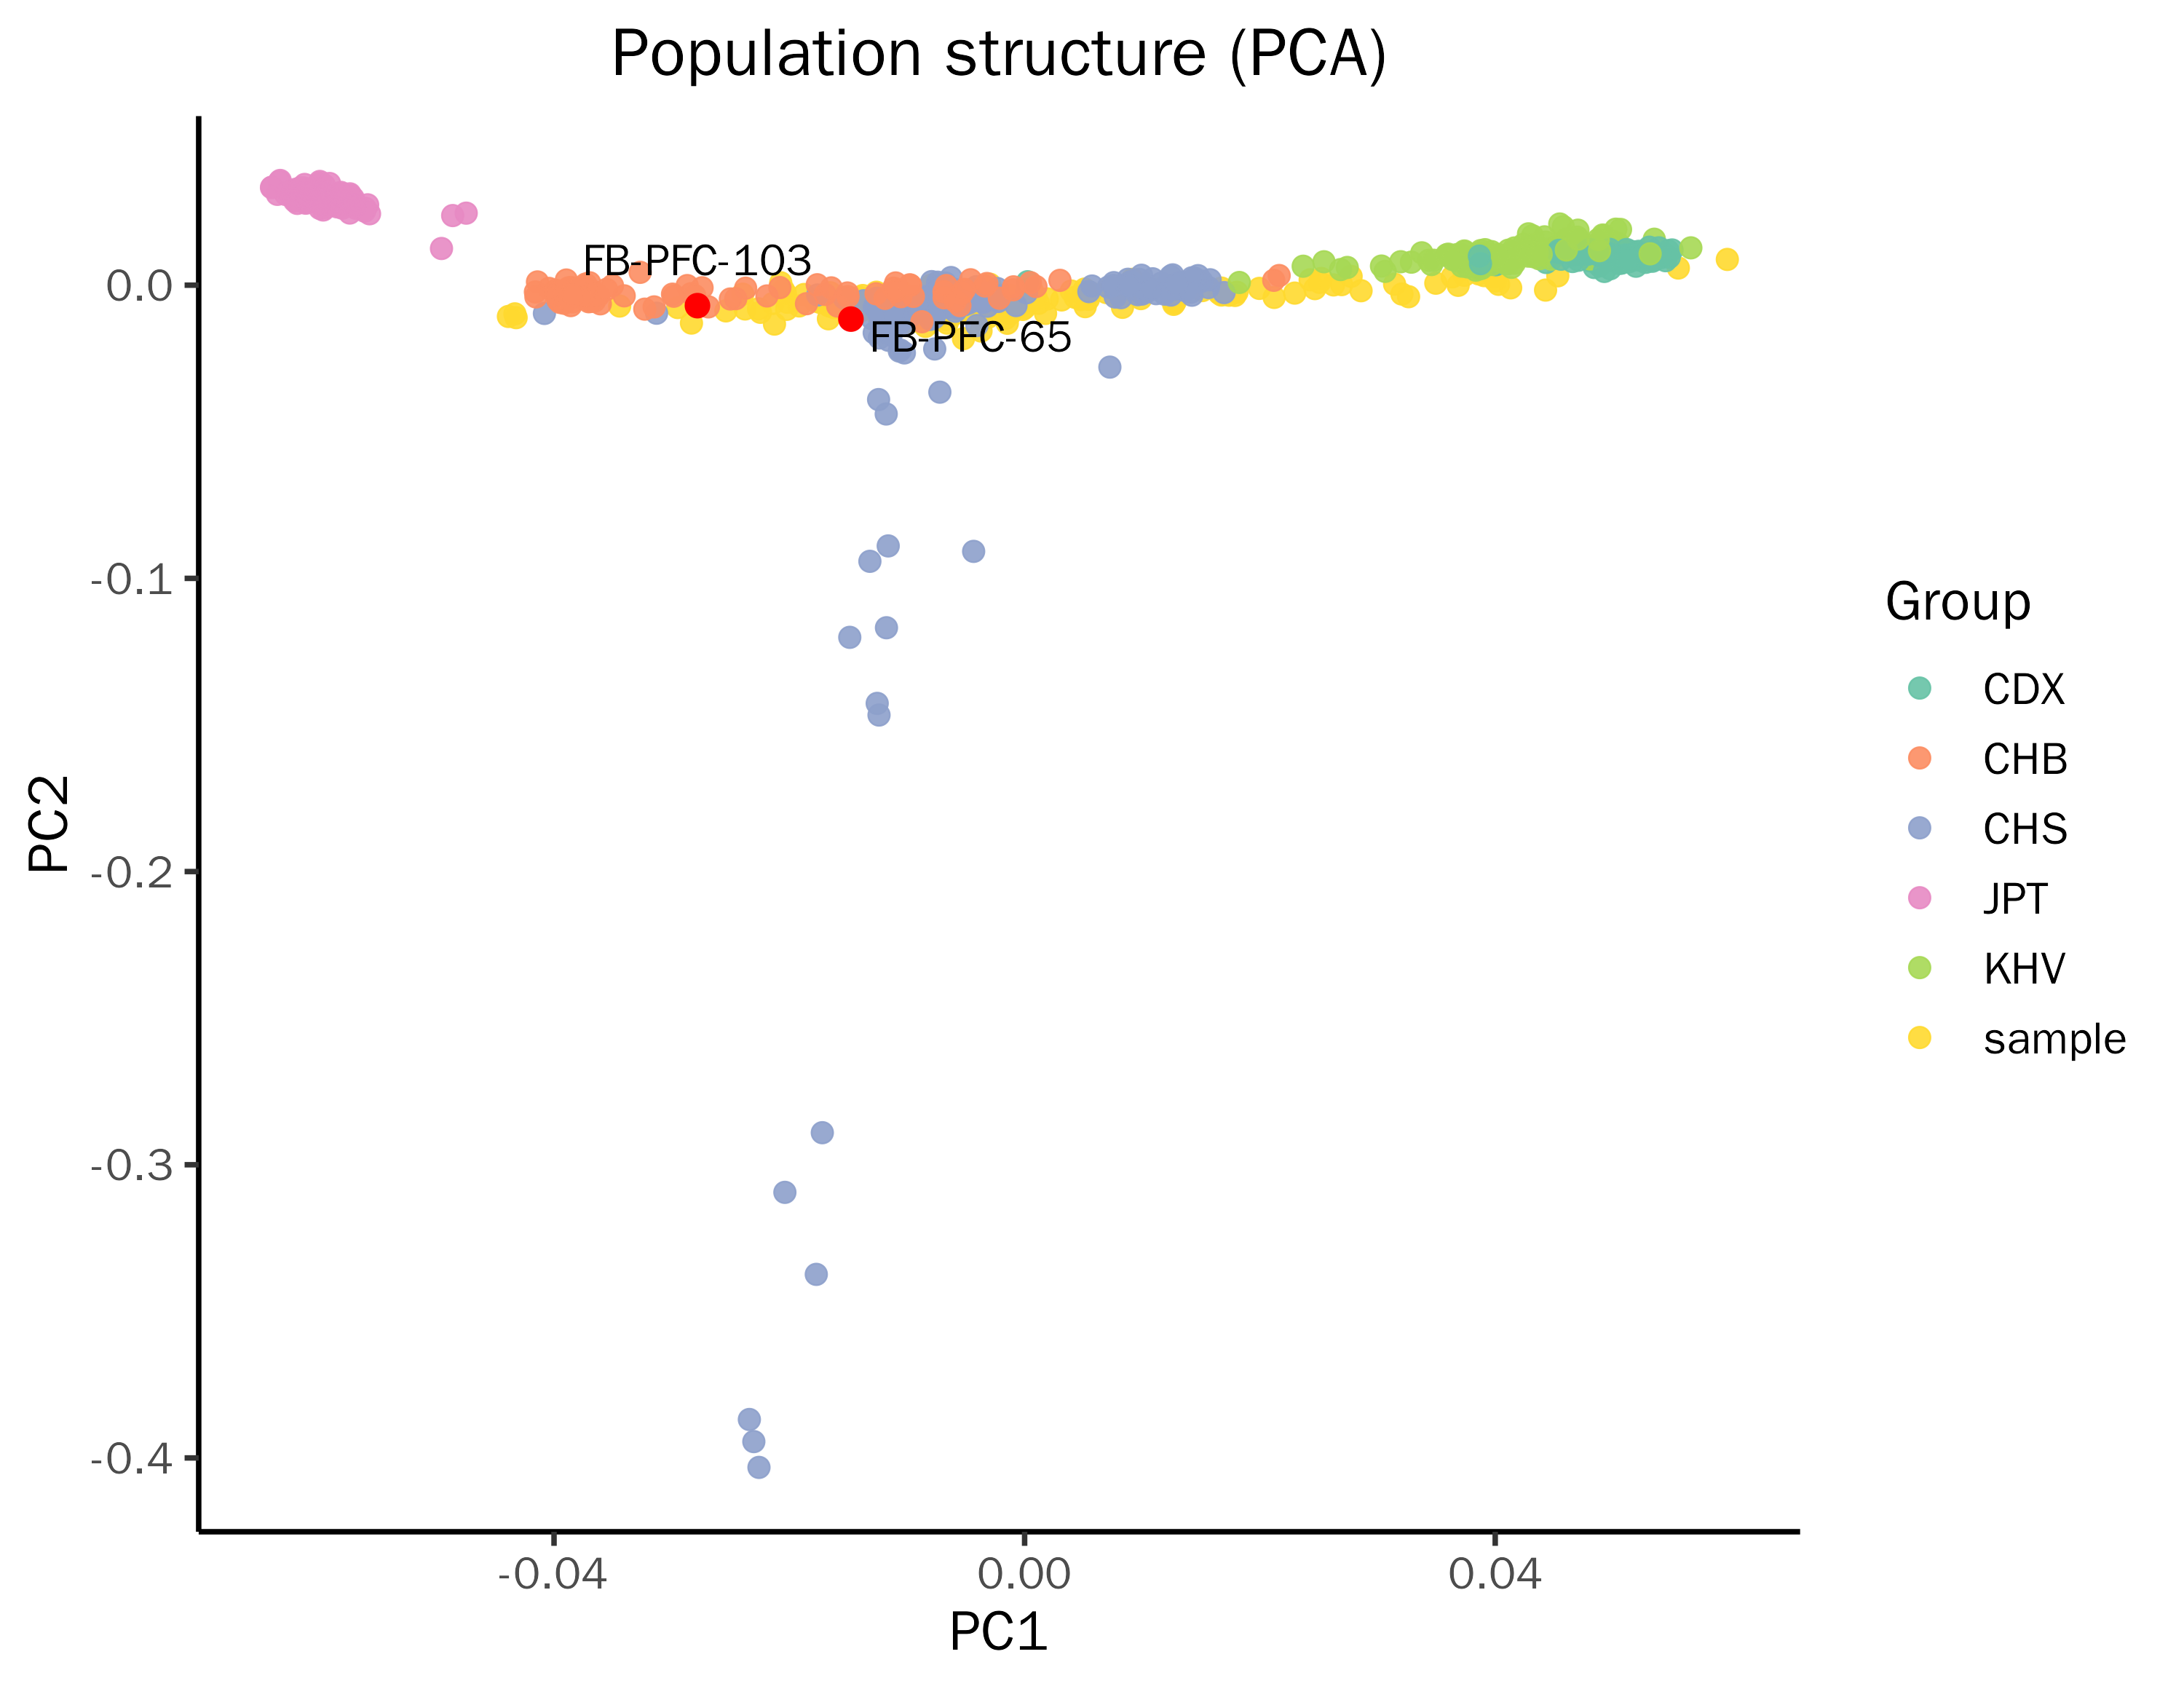 Population structure (PCA)
FB-PFC-103
FB-PFC-65
0.0
-0.1
-0.2
-0.3
-0.4
PC2
-0.04
0.00
0.04
PC1
Group
CDX
CHB
CHS
JPT
KHV
sample